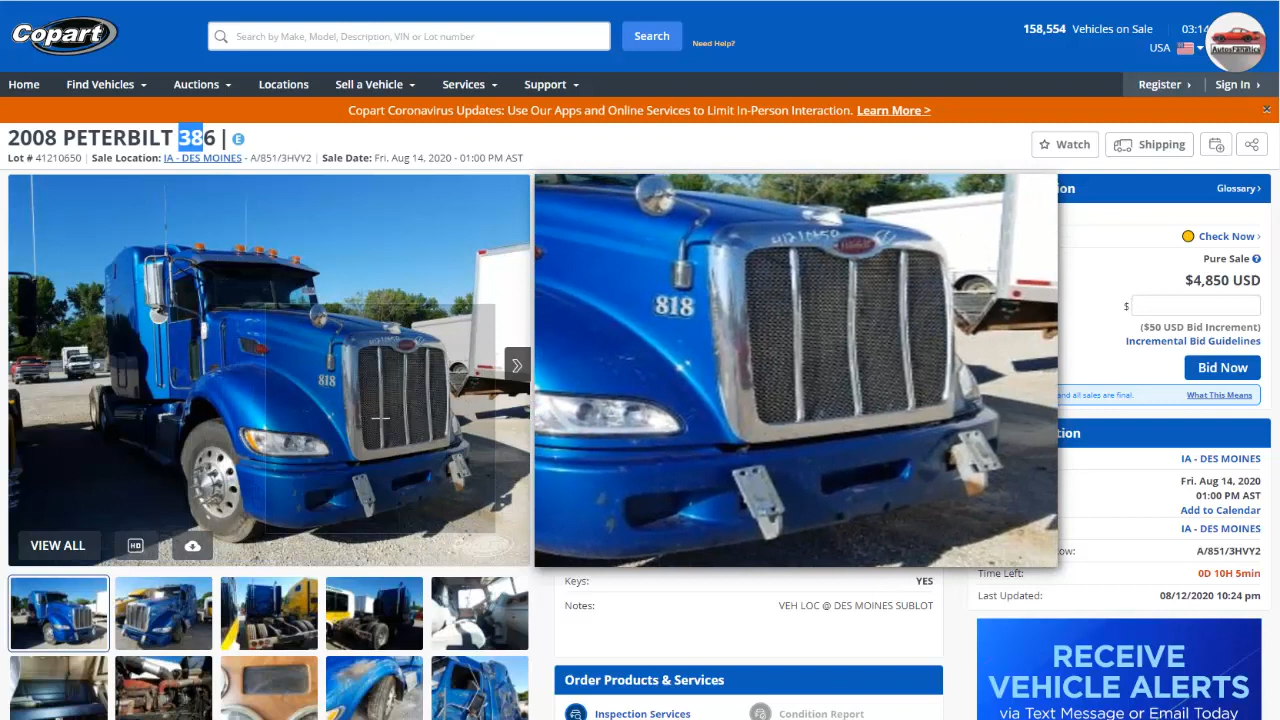 Copart
Search by Make, Model, Description, VIN or Lot number
Search
Need Help?
158,554 Vehicles on Sale
03:14
USA
Home
Find Vehicles
Auctions
Locations
Sell a Vehicle
Services
Support
Register ›
Sign In ›
Copart Coronavirus Updates: Use Our Apps and Online Services to Limit In-Person Interaction. Learn More >
2008 PETERBILT 386 | E
Lot # 41210650 | Sale Location: IA - DES MOINES - A/851/3HVY2 | Sale Date: Fri. Aug 14, 2020 - 01:00 PM AST
Watch
Shipping
Glossary ›
Check Now ›
Pure Sale
$4,850 USD
$
($50 USD Bid Increment)
Incremental Bid Guidelines
Bid Now
and all sales are final.
What This Means
IA - DES MOINES
Fri. Aug 14, 2020
01:00 PM AST
Add to Calendar
IA - DES MOINES
A/851/3HVY2
Time Left:
0D 10H 5min
Last Updated:
08/12/2020 10:24 pm
818
41210650
818
VIEW ALL
HD
Copart
Keys:
YES
Notes:
VEH LOC @ DES MOINES SUBLOT
Order Products & Services
Inspection Services
Condition Report
RECEIVE
VEHICLE ALERTS
via Text Message or Email Today